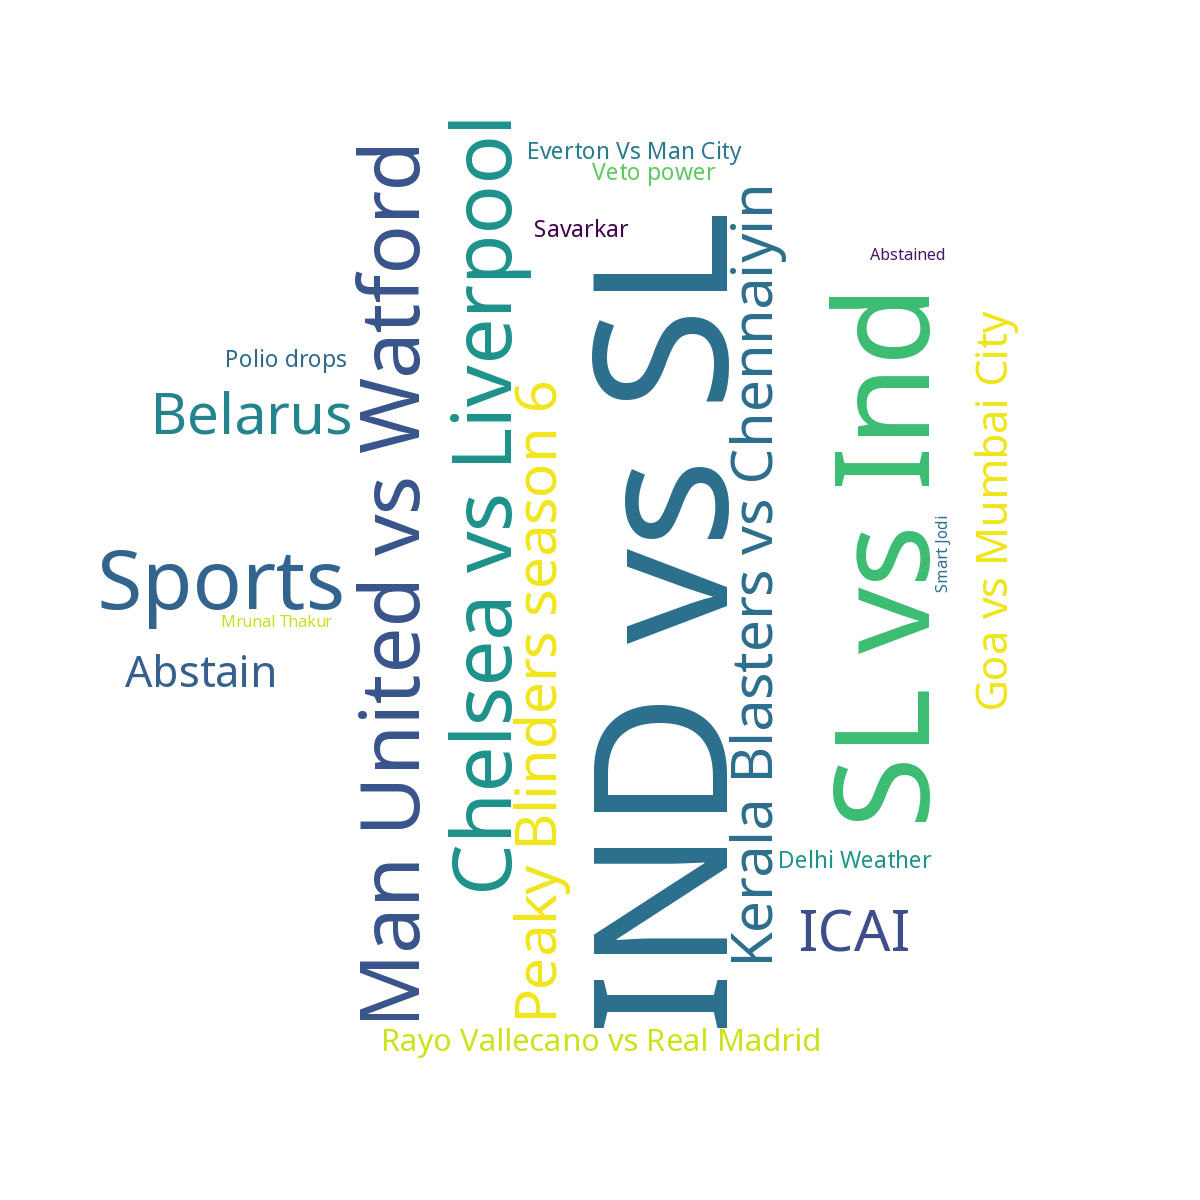 Everton Vs Man City
Veto power
Savarkar
Abstained
Polio drops
Belarus
Man United vs Watford
Chelsea vs Liverpool
Peaky Blinders season 6
IND vs SL
Kerala Blasters vs Chennaiyin
SL vs Ind
Smart Jodi
Goa vs Mumbai City
Sports
Mrunal Thakur
Abstain
Delhi Weather
ICAI
Rayo Vallecano vs Real Madrid